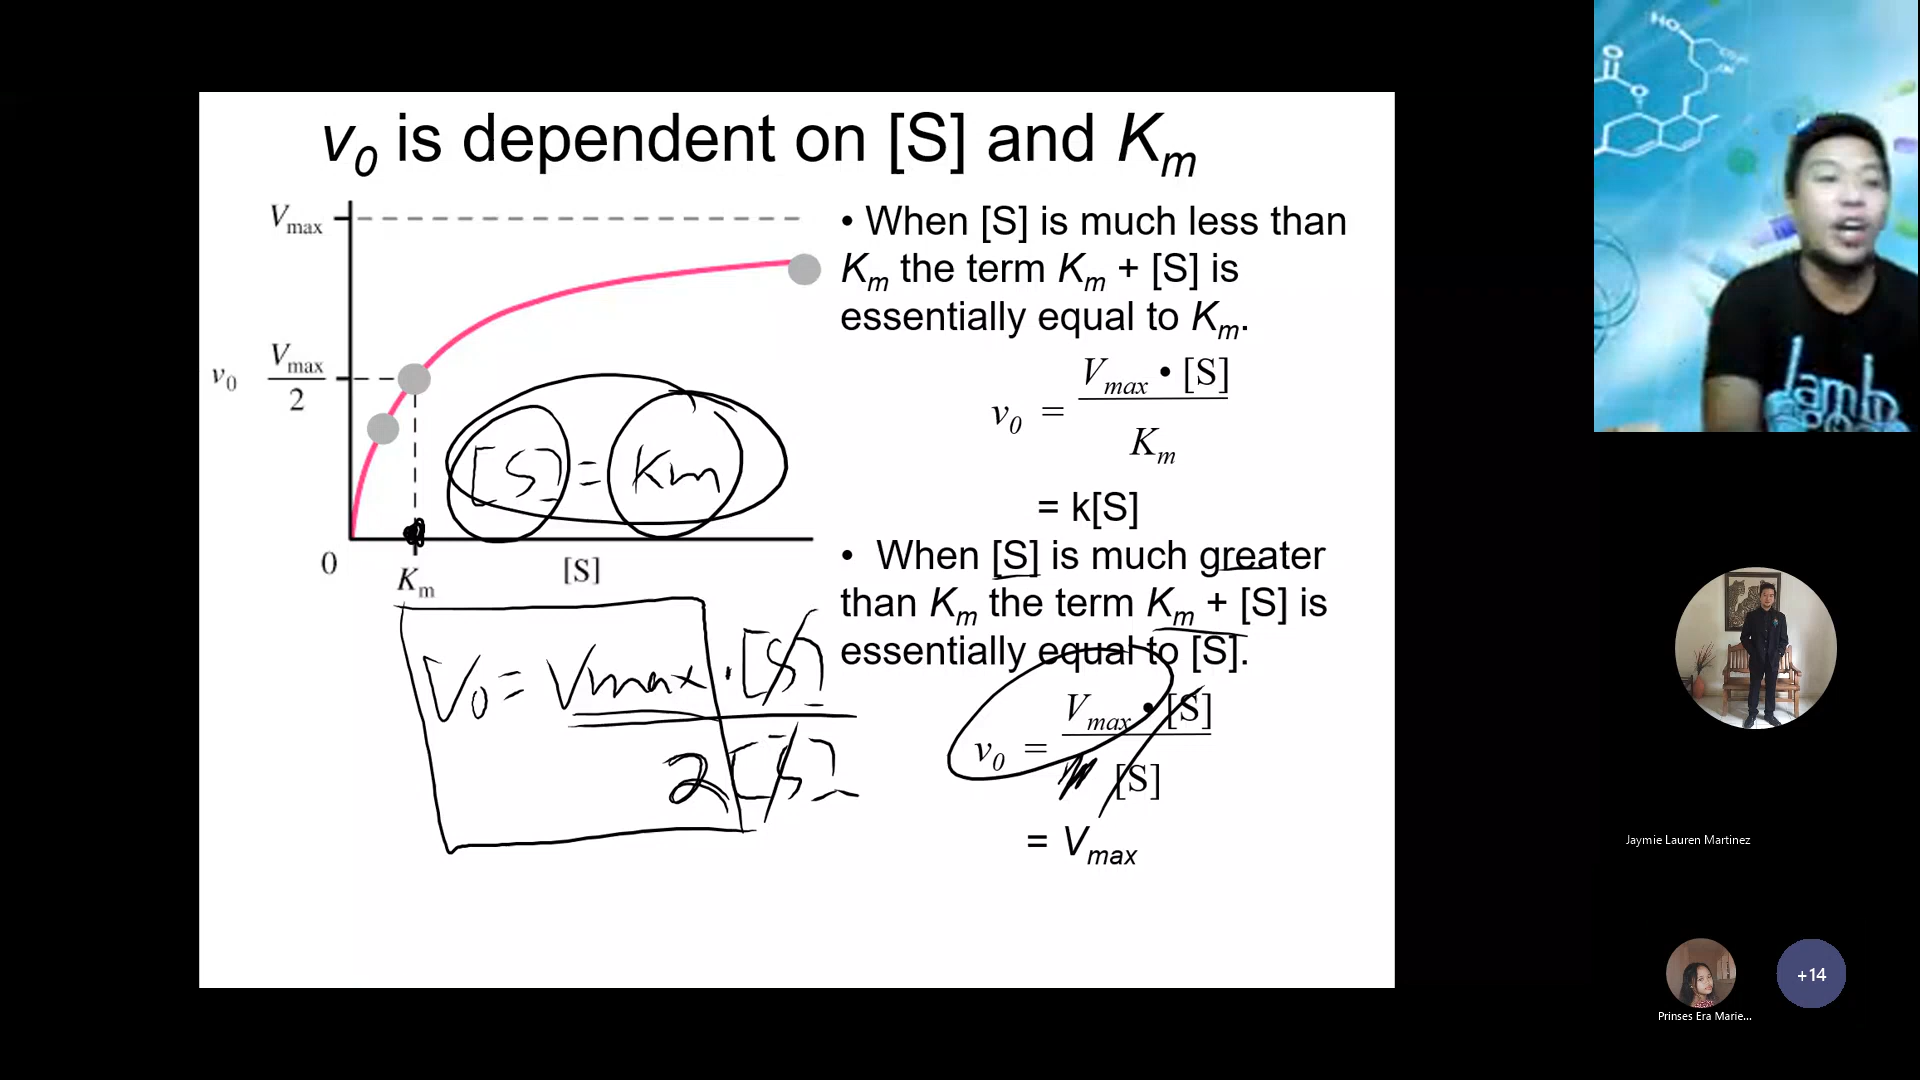 v0 is dependent on [S] and Km
Vmax
v0
Vmax
2
0
Km
[S]
[S] = Km
V0 = Vmax · [S]
2[S]
• When [S] is much less than
Km the term Km + [S] is
essentially equal to Km.
v0 = Vmax • [S]
Km
= k[S]
• When [S] is much greater
than Km the term Km + [S] is
essentially equal to [S].
v0 = Vmax • [S]
[S]
= Vmax
HO
O
O
Jaymie Lauren Martinez
Prinses Era Marie...
+14